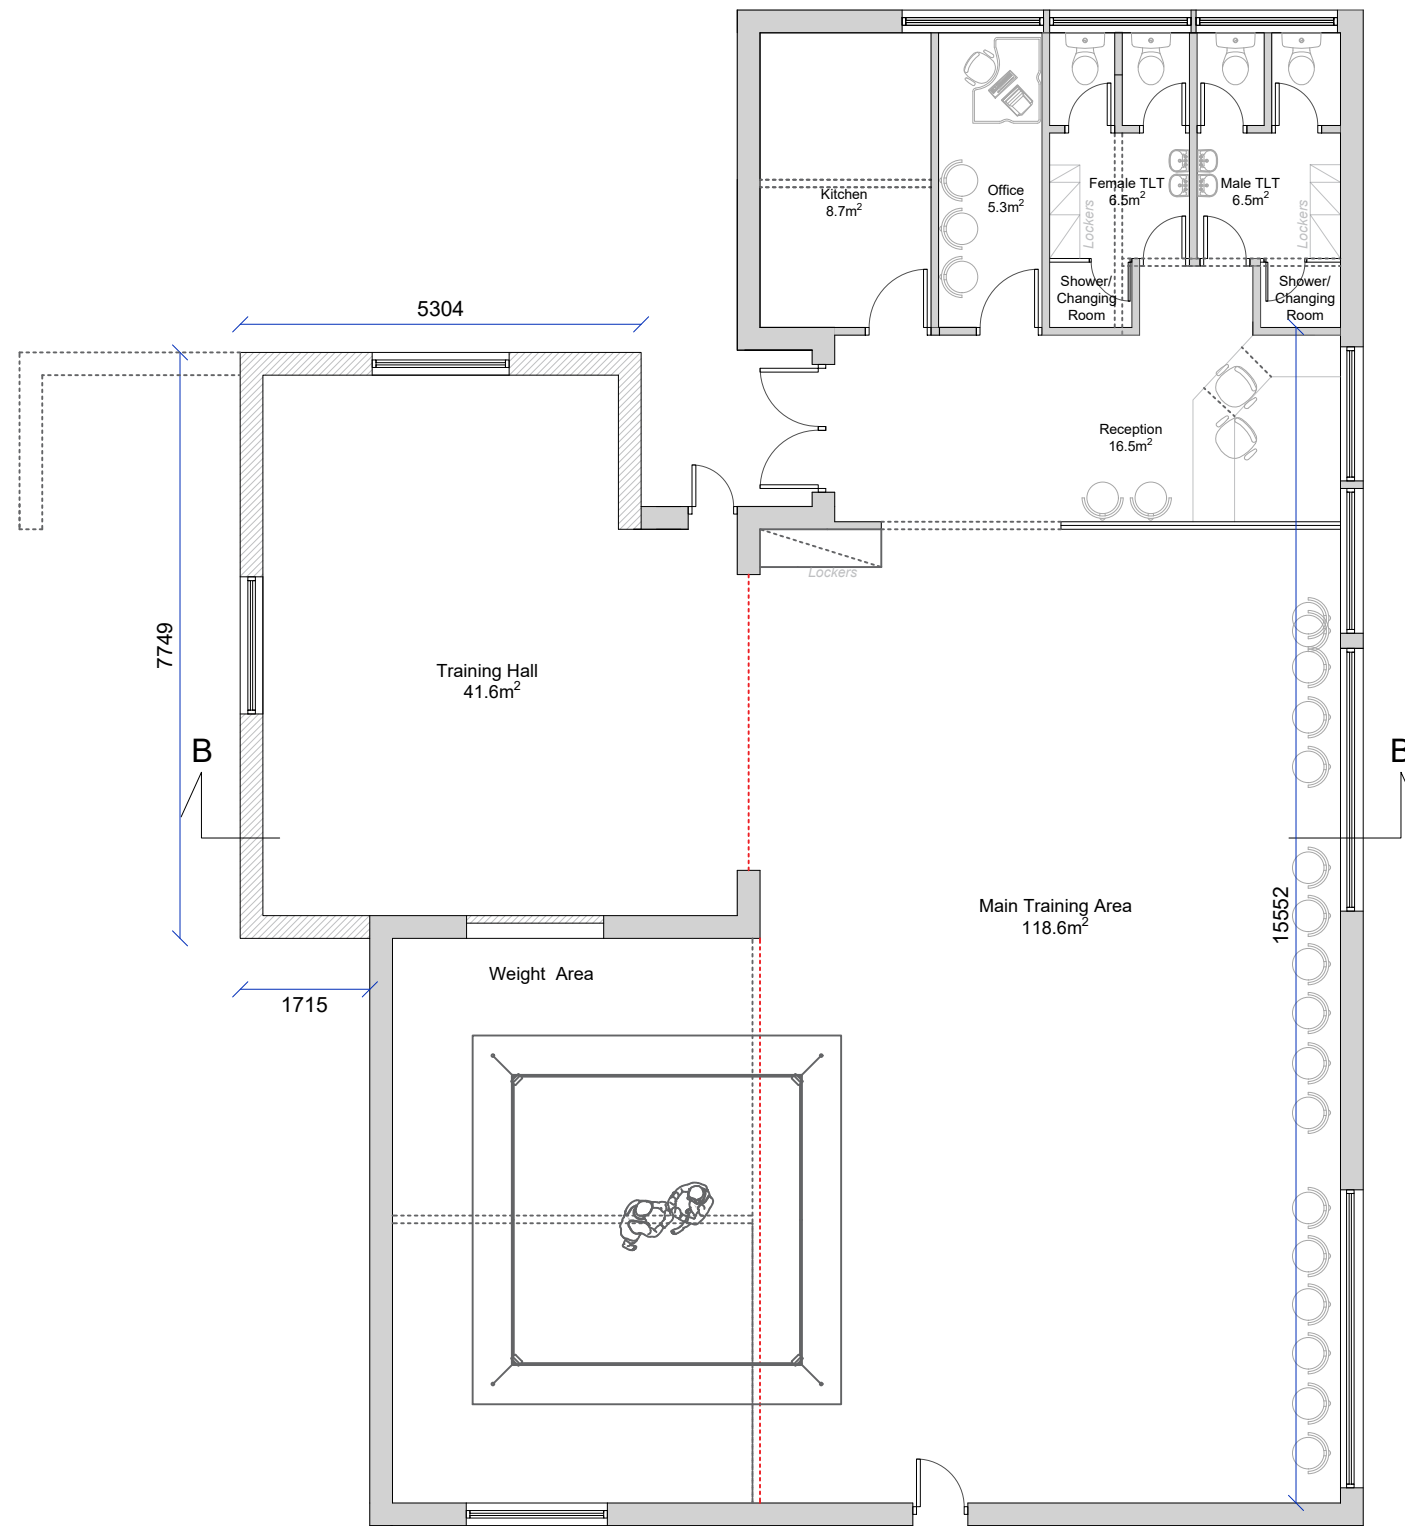 Kitchen
8.7m²
Office
5.3m²
Female TLT
6.5m²
Male TLT
6.5m²
Lockers
Lockers
Shower/
Changing
Room
Shower/
Changing
Room
5304
Reception
16.5m²
Lockers
7749
Training Hall
41.6m²
B
B
Main Training Area
118.6m²
15552
Weight Area
1715